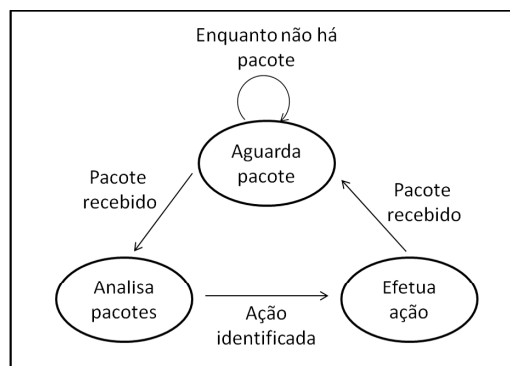 Enquanto não há
pacote
Aguarda
pacote
Pacote
recebido
Pacote
recebido
Analisa
pacotes
Ação
identificada
Efetua
ação